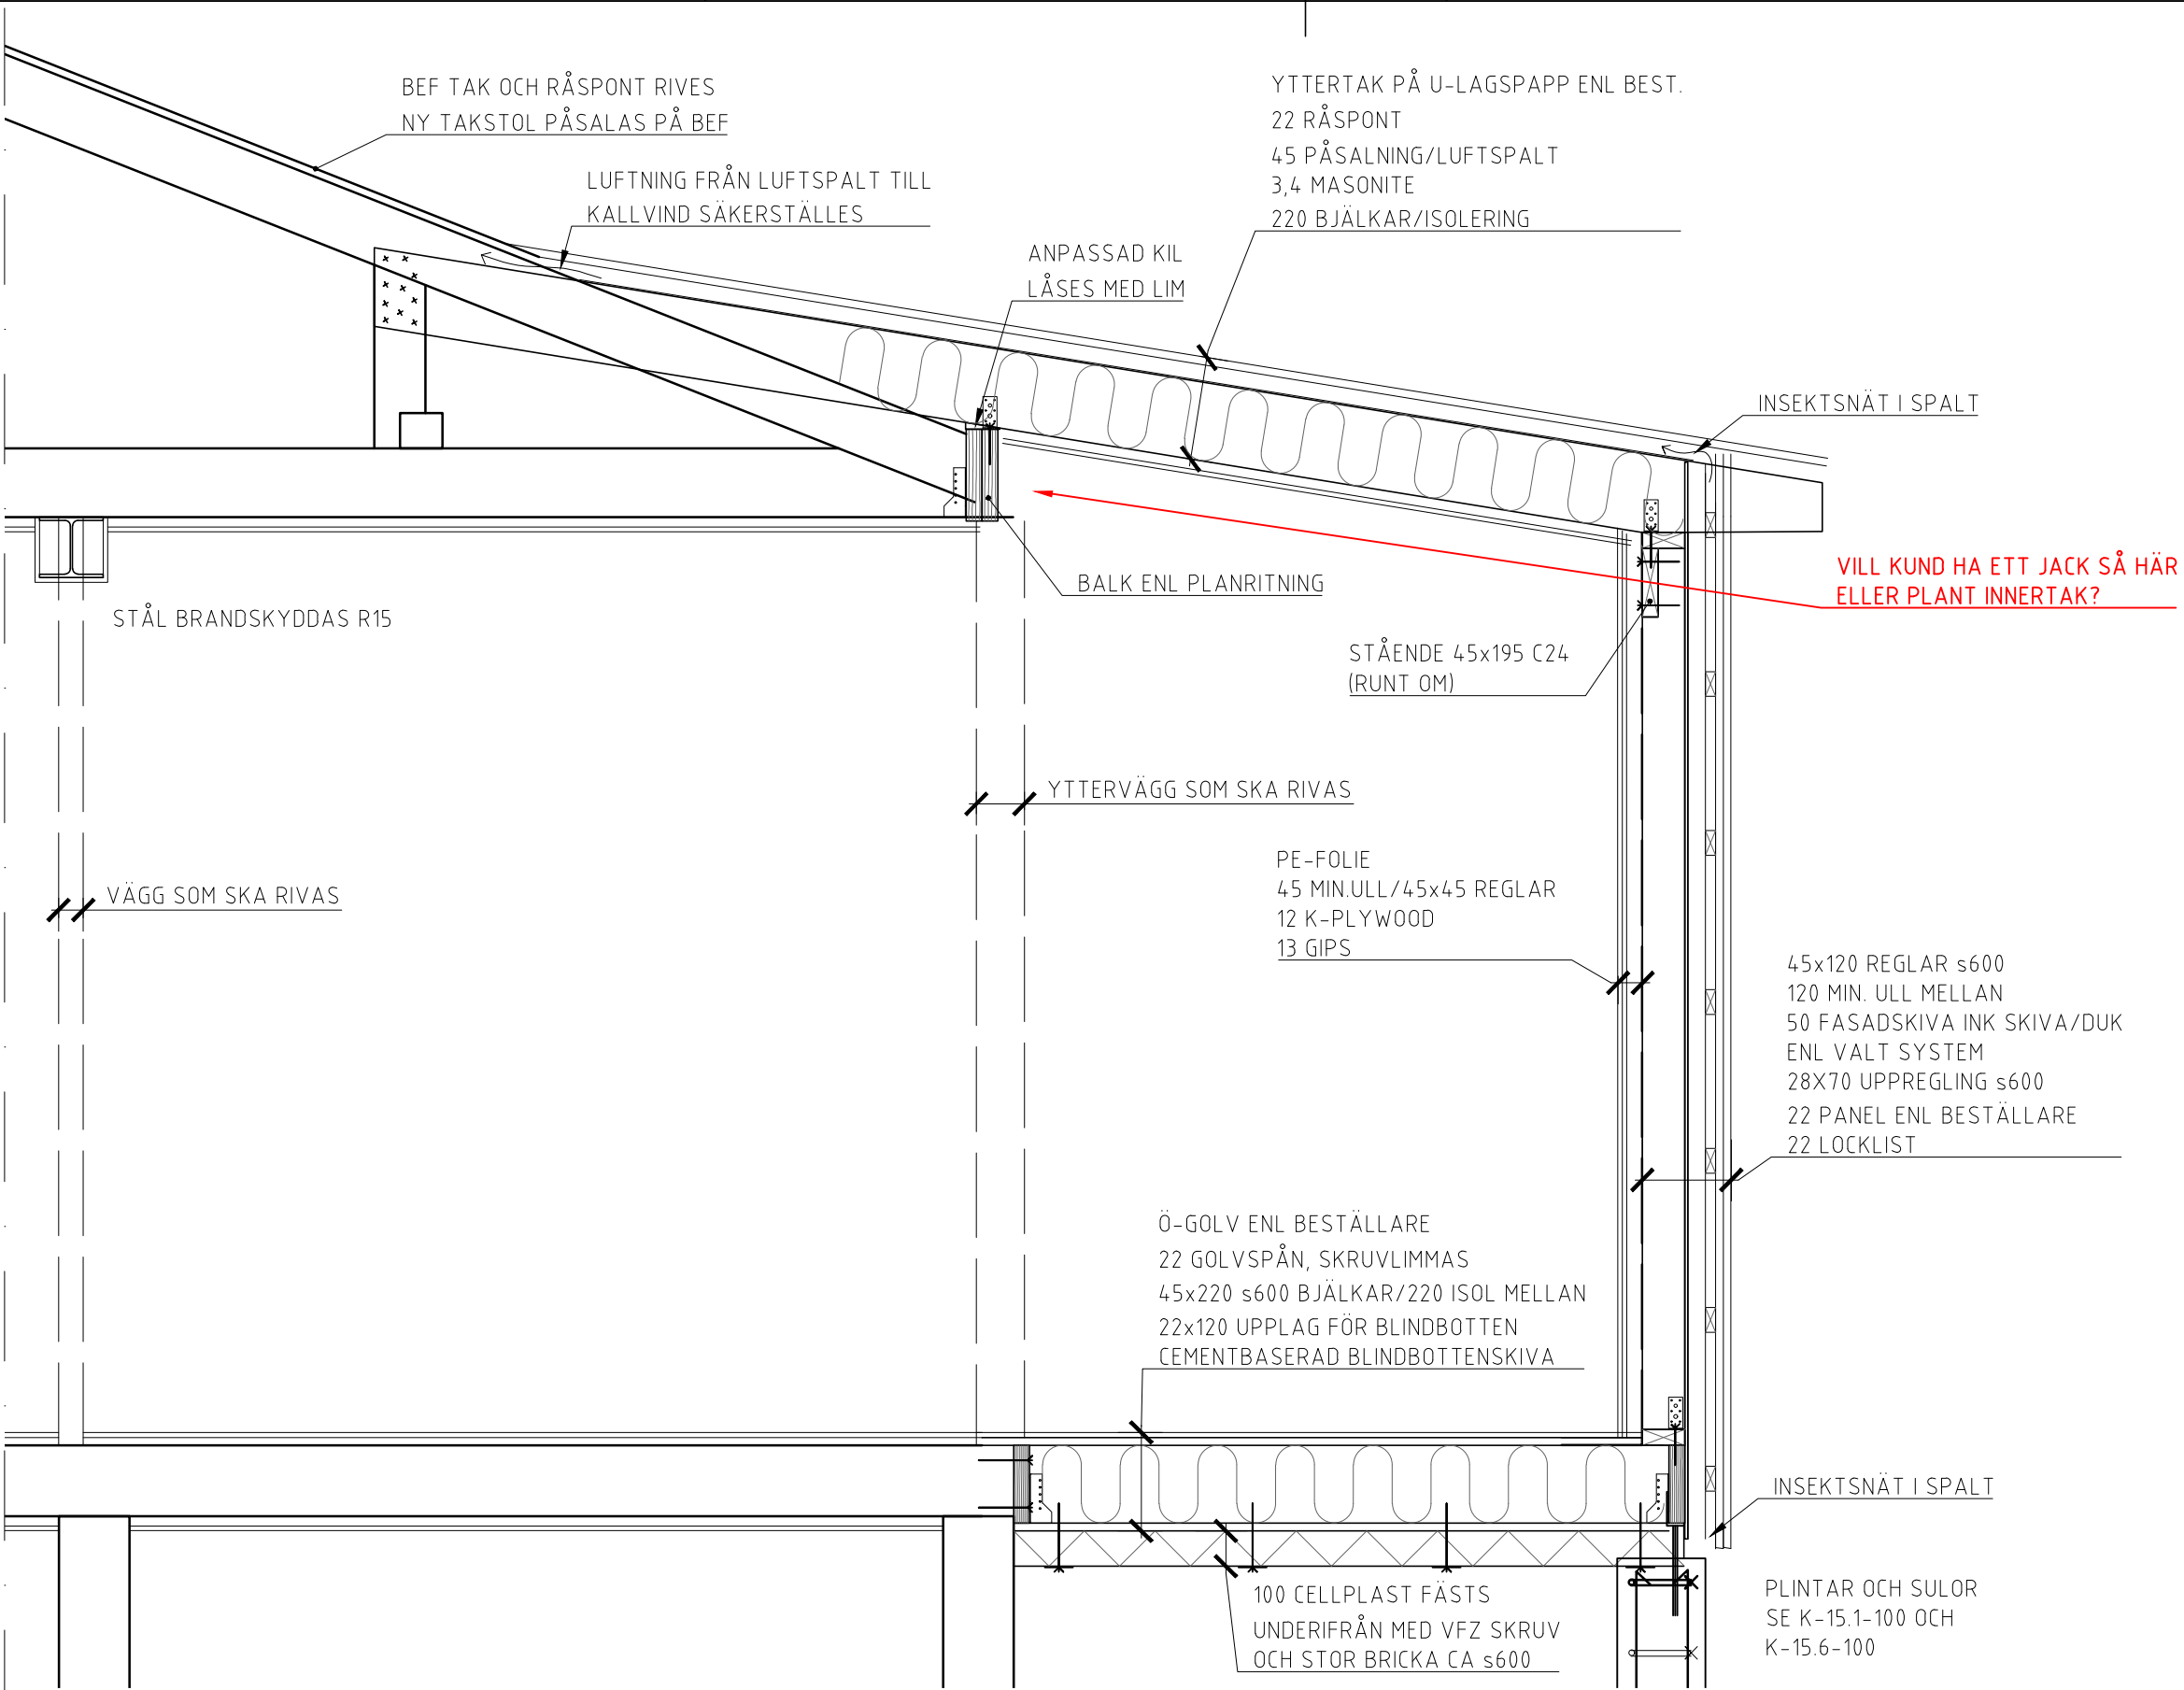 BEF TAK OCH RÅSPONT RIVES
NY TAKSTOL PÅSALAS PÅ BEF
LUFTNING FRÅN LUFTSPALT TILL
KALLVIND SÄKERSTÄLLES
ANPASSAD KIL
LÅSES MED LIM
YTTERTAK PÅ U-LAGSPAPP ENL BEST.
22 RÅSPONT
45 PÅSALNING/LUFTSPALT
3,4 MASONITE
220 BJÄLKAR/ISOLERING
INSEKTSNÄT I SPALT
VILL KUND HA ETT JACK SÅ HÄR
ELLER PLANT INNERTAK?
BALK ENL PLANRITNING
STÅL BRANDSKYDDAS R15
STÅENDE 45x195 C24
(RUNT OM)
YTTERVÄGG SOM SKA RIVAS
VÄGG SOM SKA RIVAS
PE-FOLIE
45 MIN.ULL/45x45 REGLAR
12 K-PLYWOOD
13 GIPS
45x120 REGLAR s600
120 MIN. ULL MELLAN
50 FASADSKIVA INK SKIVA/DUK
ENL VALT SYSTEM
28X70 UPPREGLING s600
22 PANEL ENL BESTÄLLARE
22 LOCKLIST
Ö-GOLV ENL BESTÄLLARE
22 GOLVSPÅN, SKRUVLIMMAS
45x220 s600 BJÄLKAR/220 ISOL MELLAN
22x120 UPPLAG FÖR BLINDBOTTEN
CEMENTBASERAD BLINDBOTTENSKIVA
INSEKTSNÄT I SPALT
100 CELLPLAST FÄSTS
UNDERIFRÅN MED VFZ SKRUV
OCH STOR BRICKA CA s600
PLINTAR OCH SULOR
SE K-15.1-100 OCH
K-15.6-100